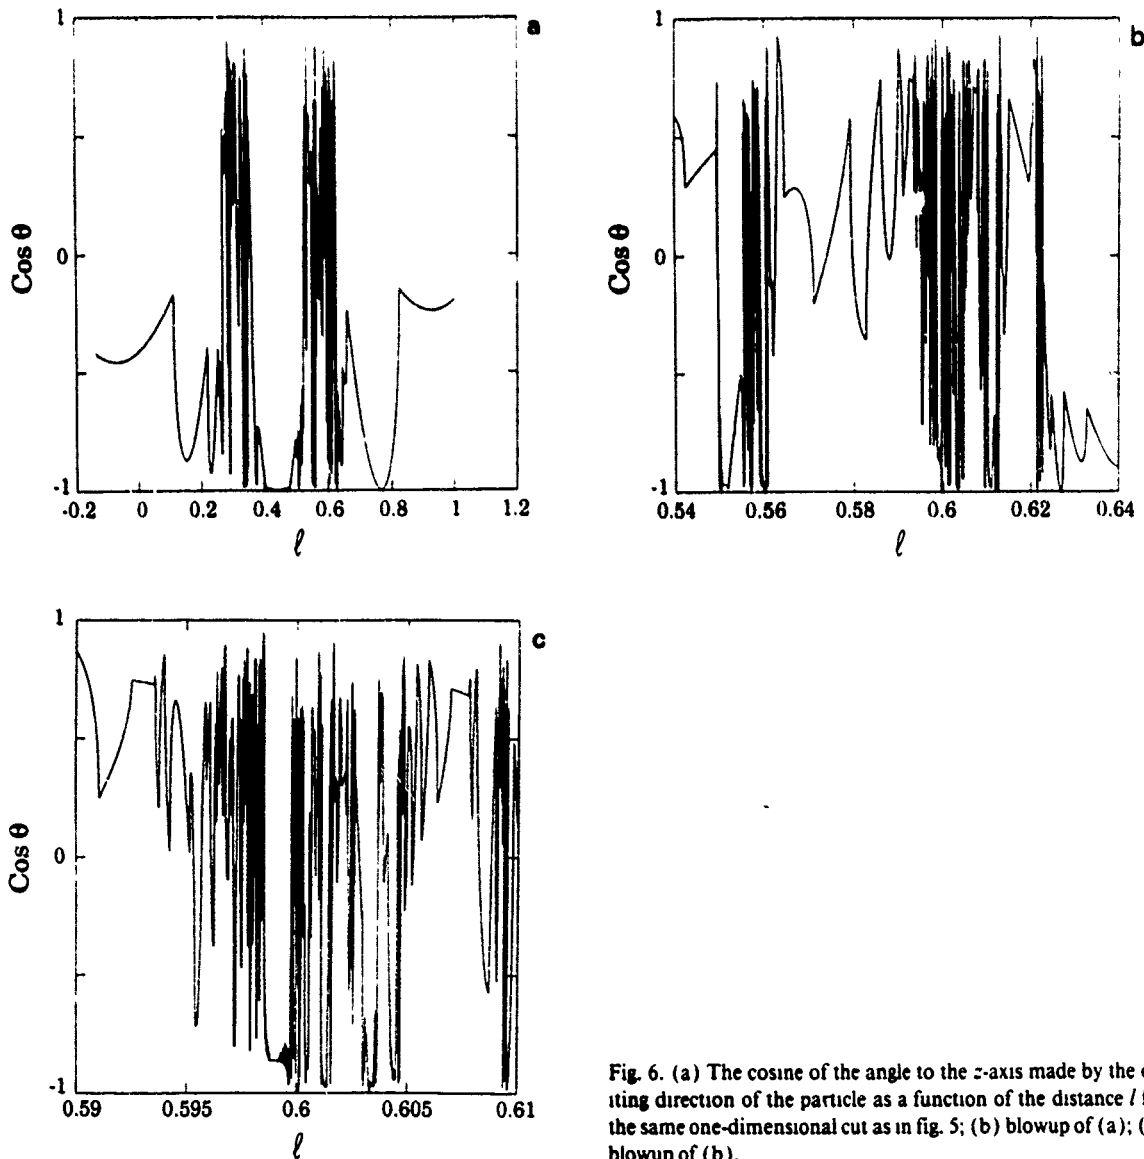 1
a
Cos θ
0
-1
-0.2
0
0.2
0.4
0.6
0.8
1
1.2
ℓ
1
b
Cos θ
0
-1
0.54
0.56
0.58
0.6
0.62
0.64
ℓ
1
c
Cos θ
0
-1
0.59
0.595
0.6
0.605
0.61
ℓ
Fig. 6. (a) The cosine of the angle to the z-axis made by the
iting direction of the particle as a function of the distance l
the same one-dimensional cut as in fig. 5; (b) blowup of (a); (
blowup of (b).